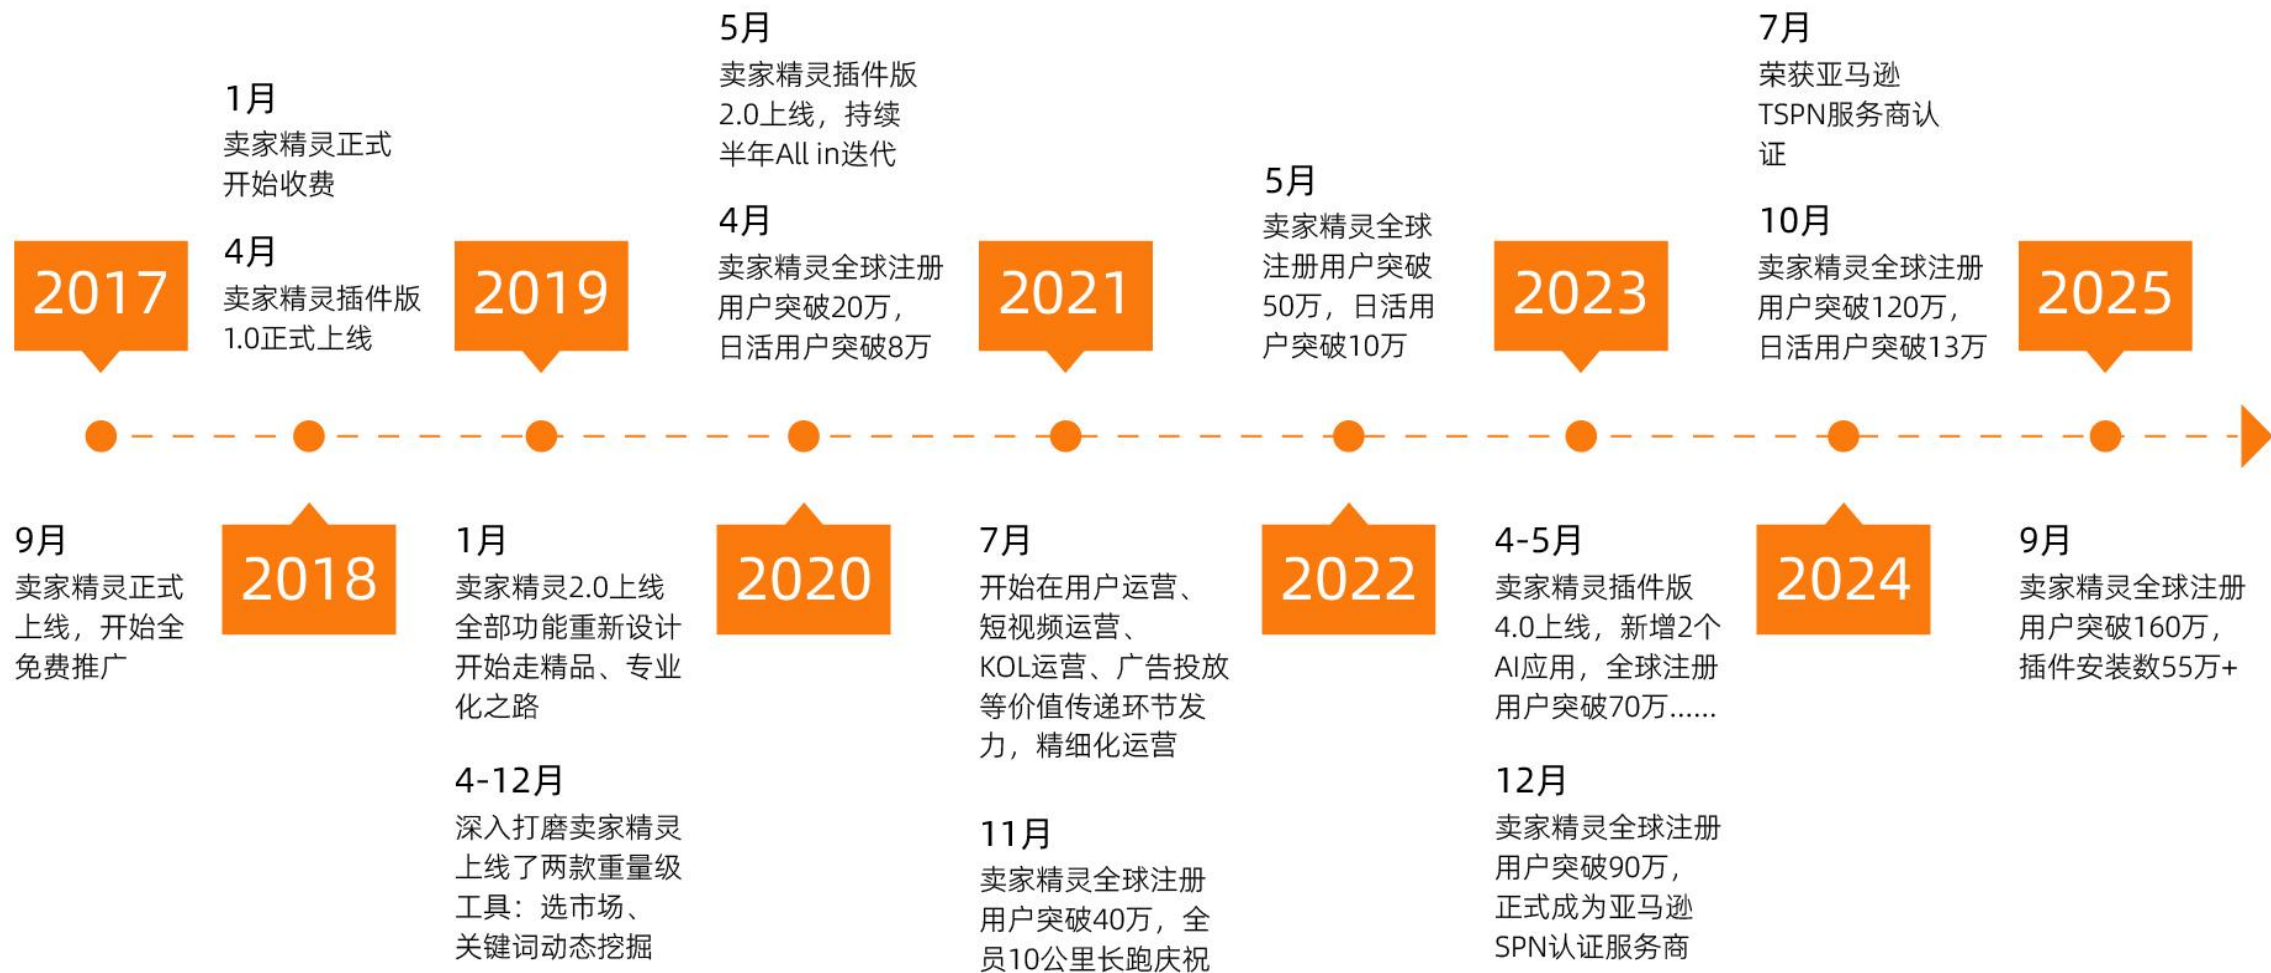 2017
9月
卖家精灵正式
上线，开始全
免费推广
1月
卖家精灵正式
开始收费
4月
卖家精灵插件版
1.0正式上线
2018
2019
1月
卖家精灵2.0上线
全部功能重新设计
开始走精品、专业
化之路
4-12月
深入打磨卖家精灵
上线了两款重量级
工具：选市场、
关键词动态挖掘
5月
卖家精灵插件版
2.0上线，持续
半年All in迭代
4月
卖家精灵全球注册
用户突破20万，
日活用户突破8万
2020
2021
7月
开始在用户运营、
短视频运营、
KOL运营、广告投放
等价值传递环节发
力，精细化运营
11月
卖家精灵全球注册
用户突破40万，全
员10公里长跑庆祝
5月
卖家精灵全球
注册用户突破
50万，日活用
户突破10万
2022
2023
4-5月
卖家精灵插件版
4.0上线，新增2个
AI应用，全球注册
用户突破70万......
12月
卖家精灵全球注册
用户突破90万，
正式成为亚马逊
SPN认证服务商
7月
荣获亚马逊
TSPN服务商认
证
10月
卖家精灵全球注册
用户突破120万，
日活用户突破13万
2024
2025
9月
卖家精灵全球注册
用户突破160万，
插件安装数55万+